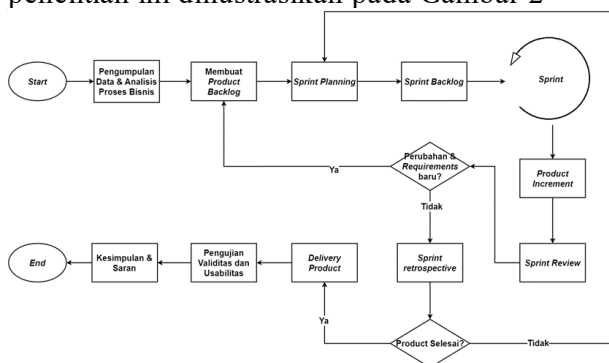 penelitian ini diilustrasikan pada Gambar 2
Start
Pengumpulan
Data & Analisis
Proses Bisnis
Membuat
Product
Backlog
Sprint Planning
Sprint Backlog
Sprint
Product
Increment
Sprint Review
Perubahan &
Requirements
baru?
Ya
Tidak
Sprint
retrospective
Product Selesai?
Tidak
Ya
Delivery
Product
Pengujian
Validitas dan
Usabilitas
Kesimpulan &
Saran
End